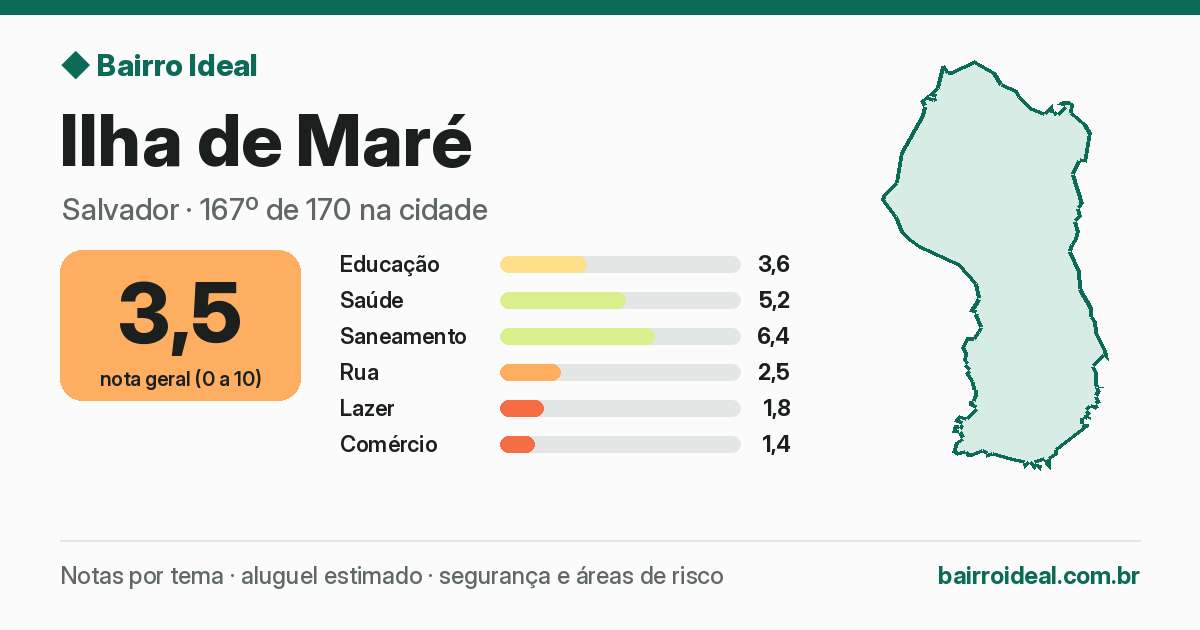 Bairro Ideal
Ilha de Maré
Salvador · 167º de 170 na cidade
3,5
nota geral (0 a 10)
Educação 3,6
Saúde 5,2
Saneamento 6,4
Rua 2,5
Lazer 1,8
Comércio 1,4
Notas por tema · aluguel estimado · segurança e áreas de risco
bairroideal.com.br